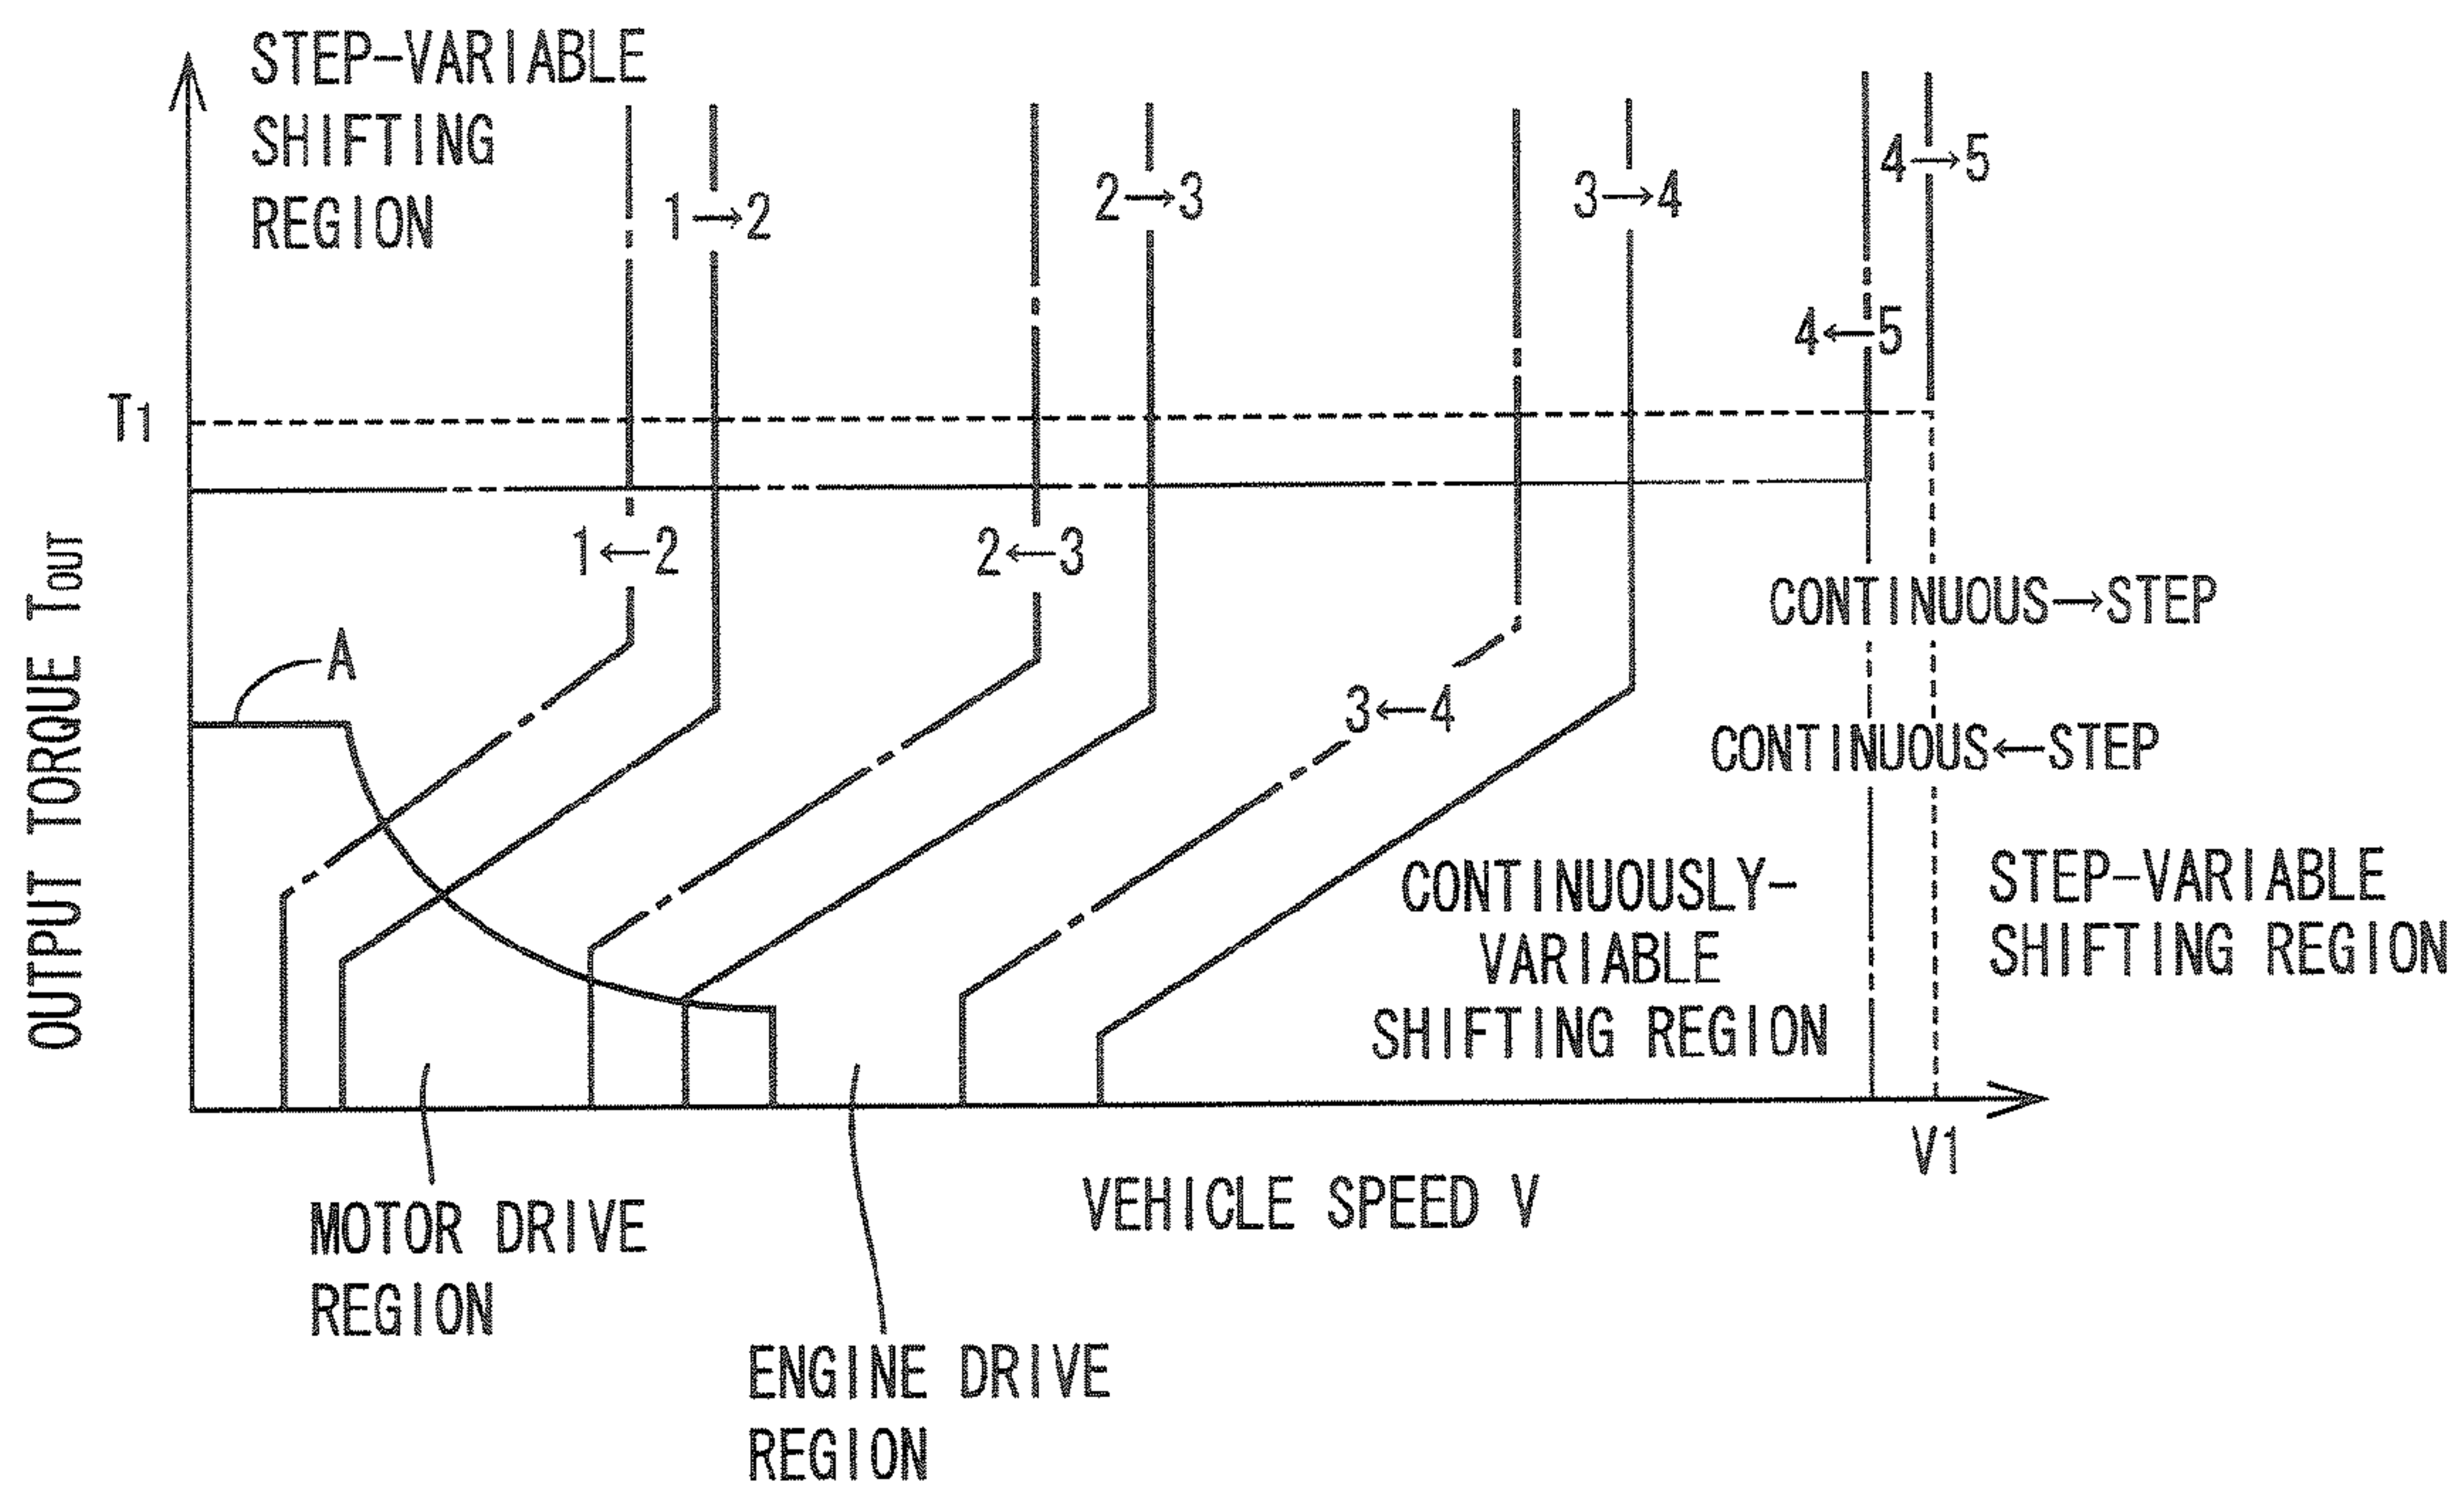 STEP-VARIABLE
SHIFTING
REGION
1→2
2→3
3→4
4→5
4←5
T1
1←2
2←3
3←4
CONTINUOUS→STEP
CONTINUOUS←STEP
A
OUTPUT TORQUE TOUT
CONTINUOUSLY-
VARIABLE
SHIFTING REGION
STEP-VARIABLE
SHIFTING REGION
V1
VEHICLE SPEED V
MOTOR DRIVE
REGION
ENGINE DRIVE
REGION